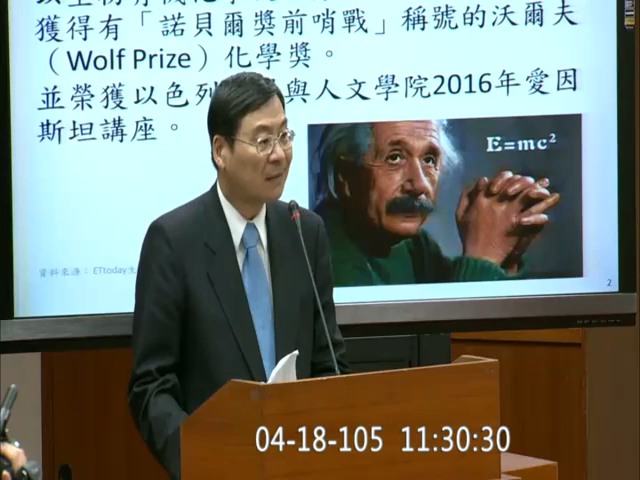 獲得有「諾貝爾獎前哨戰」稱號的沃爾夫
（Wolf Prize）化學獎。
並榮獲以色列 與人文學院2016年愛因
斯坦講座。
E=mc²
資料來源：ETtoday
2
04-18-105 11:30:30